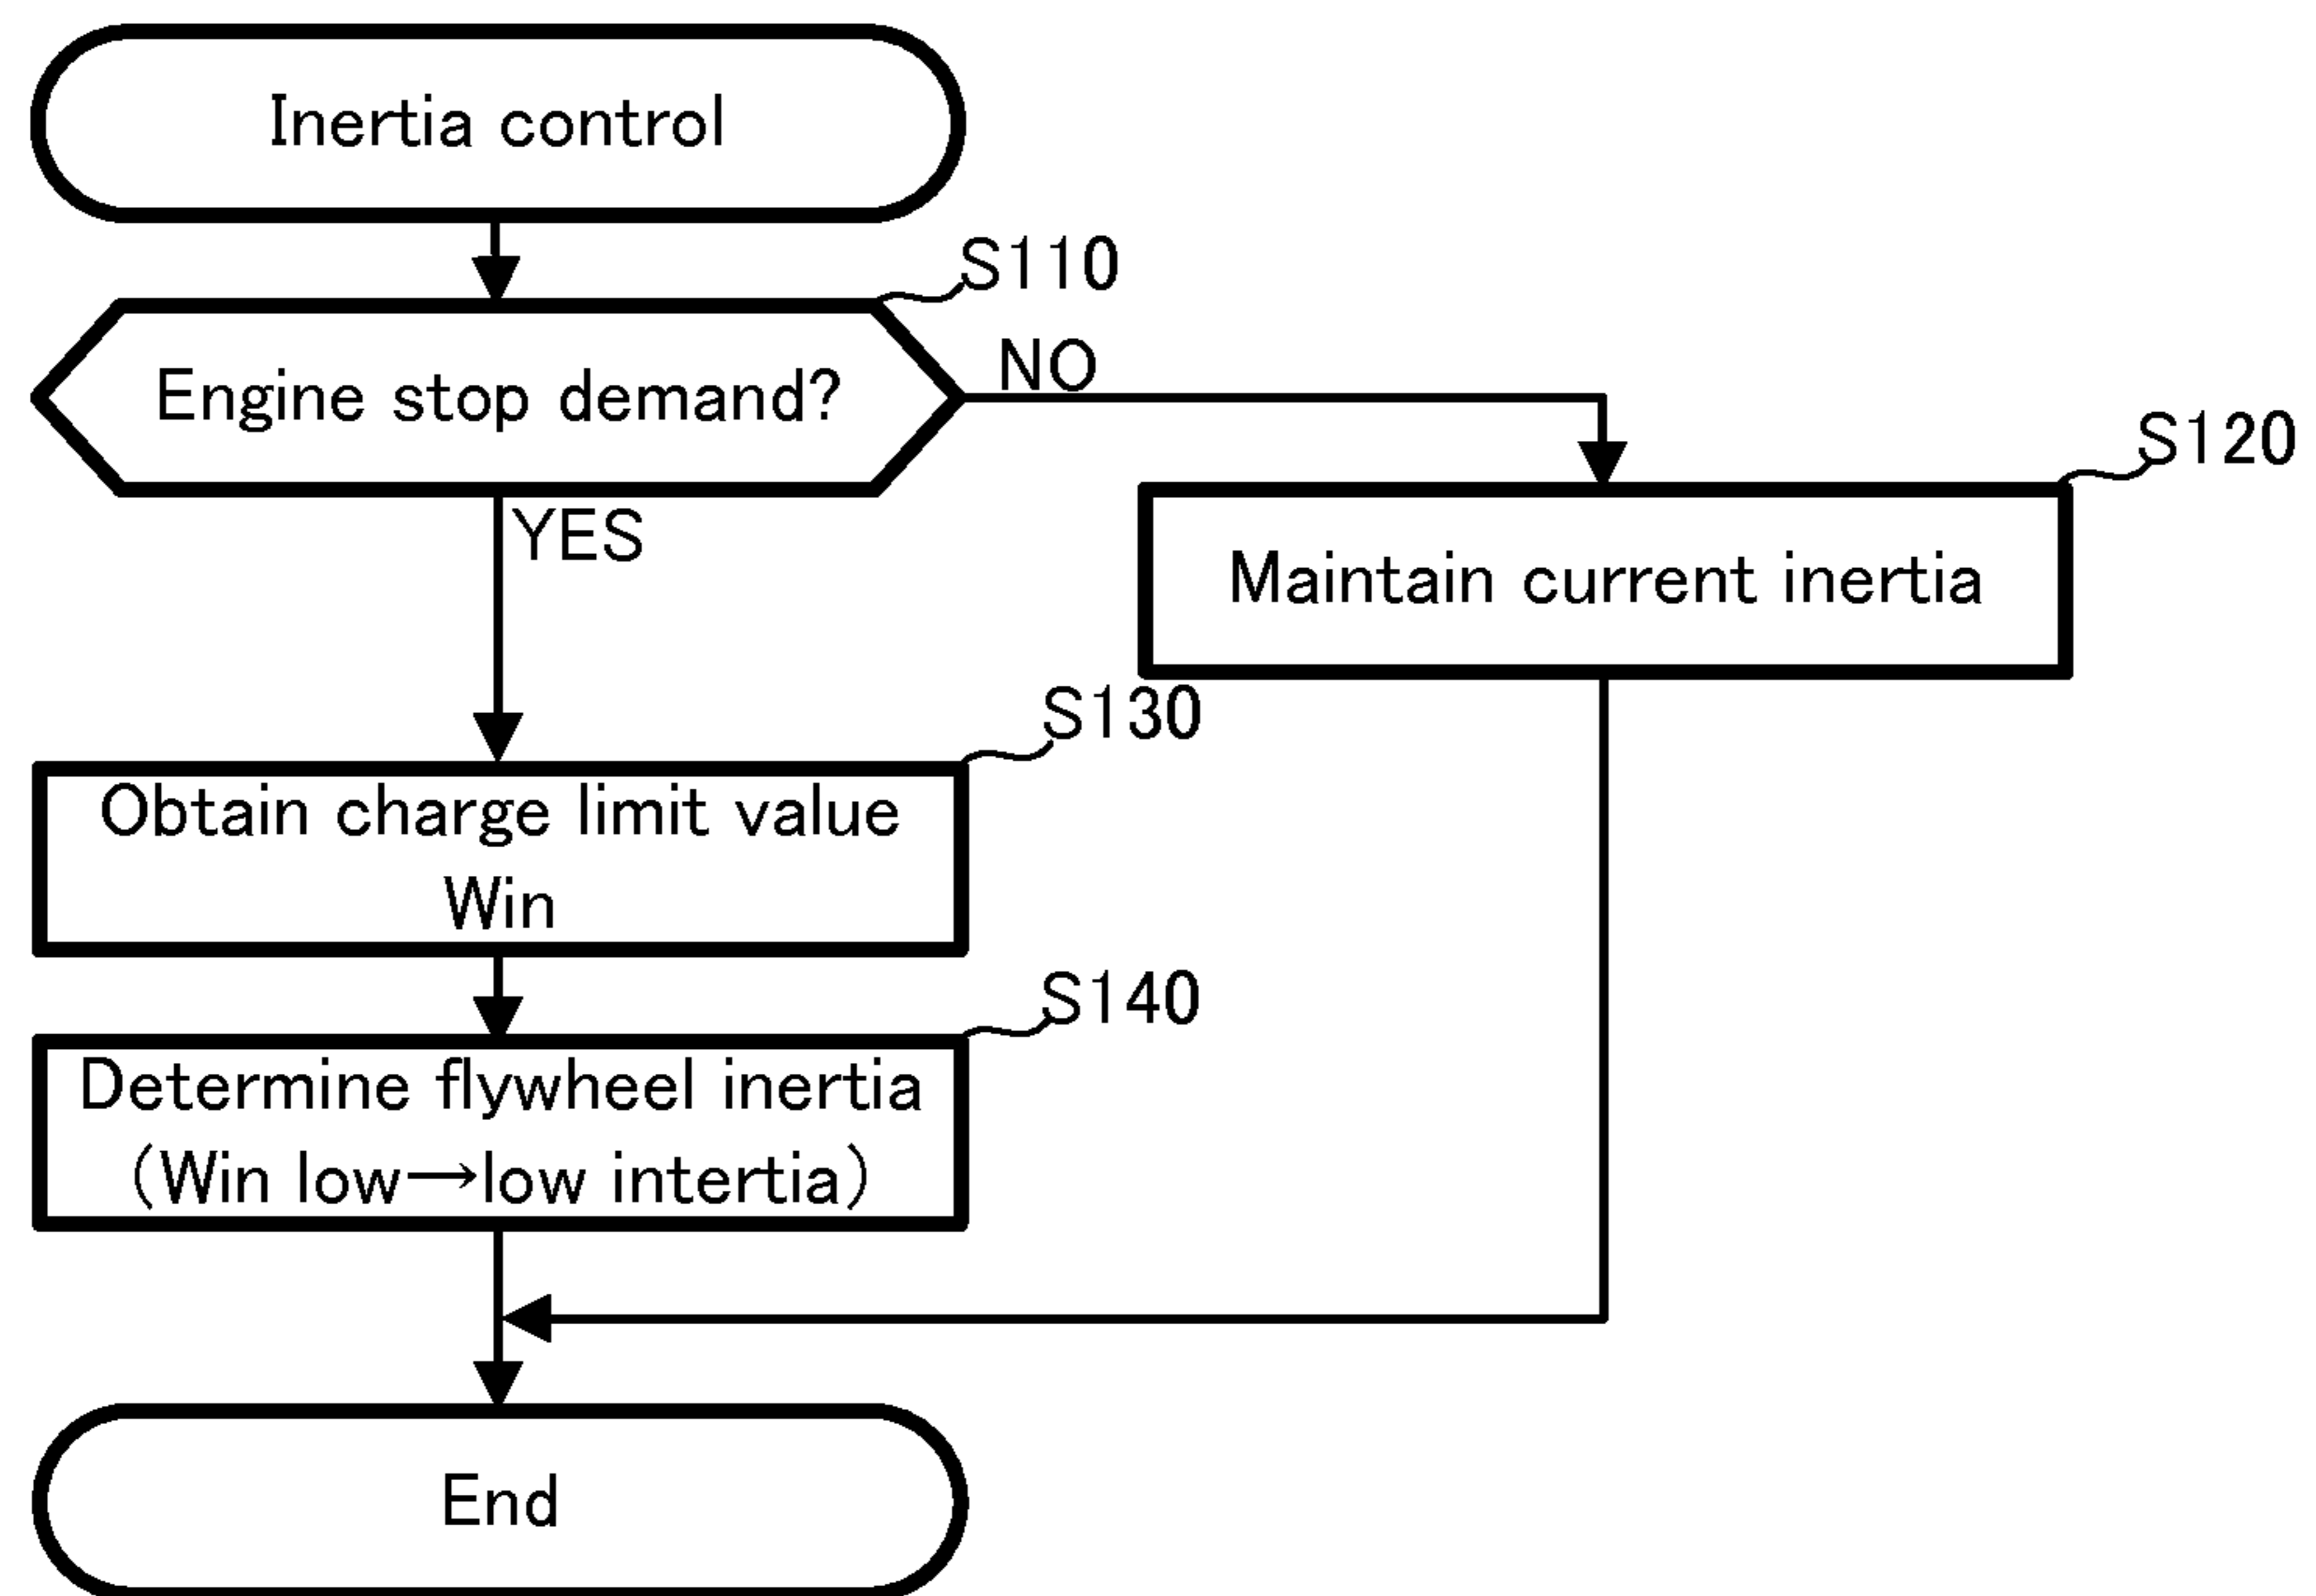 Inertia control
S110
Engine stop demand?
NO
S120
YES
Maintain current inertia
S130
Obtain charge limit value
Win
S140
Determine flywheel inertia
(Win low→low intertia)
End